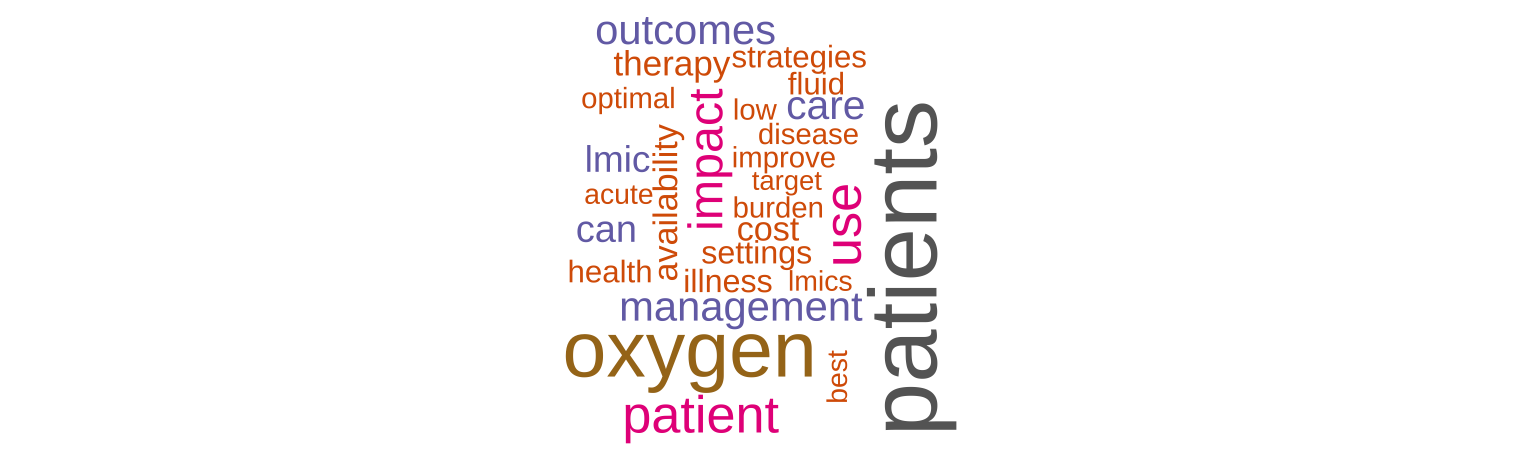 outcomes
therapy
strategies
fluid
optimal
low
care
disease
impact
lmic
availability
improve
target
acute
burden
use
can
cost
settings
patients
health
illness
lmics
management
oxygen
best
patient